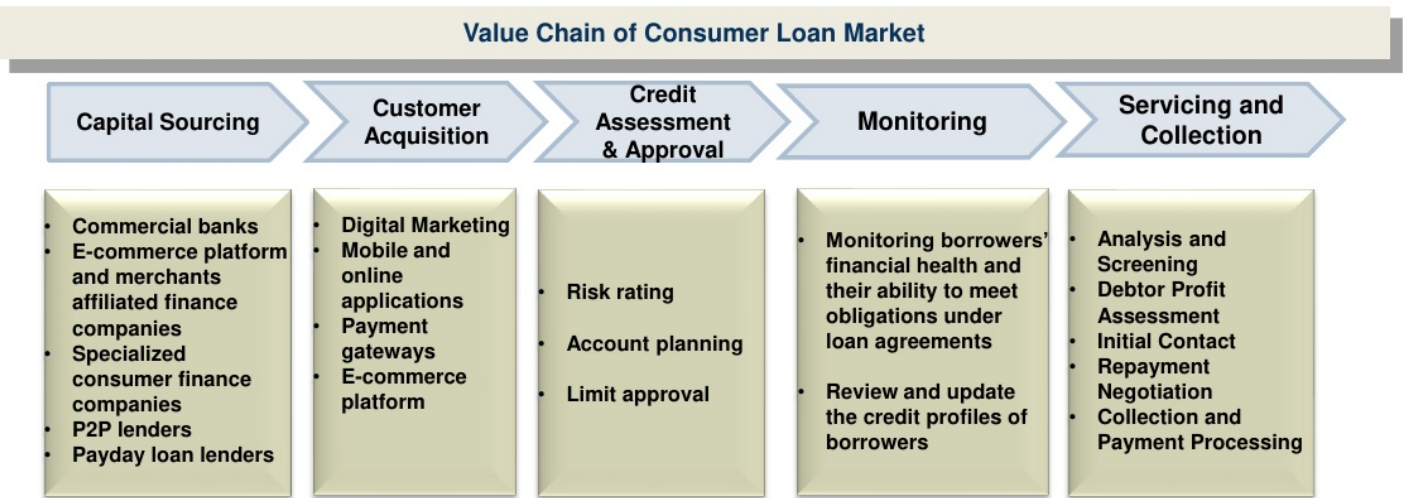 Value Chain of Consumer Loan Market
Capital Sourcing
Customer
Acquisition
Credit
Assessment
& Approval
Monitoring
Servicing and
Collection
• Commercial banks
• E-commerce platform
and merchants
affiliated finance
companies
• Specialized
consumer finance
companies
• P2P lenders
• Payday loan lenders
• Digital Marketing
• Mobile and
online
applications
• Payment
gateways
• E-commerce
platform
• Risk rating
• Account planning
• Limit approval
• Monitoring borrowers’
financial health and
their ability to meet
obligations under
loan agreements
• Review and update
the credit profiles of
borrowers
• Analysis and
Screening
• Debtor Profit
Assessment
• Initial Contact
• Repayment
Negotiation
• Collection and
Payment Processing